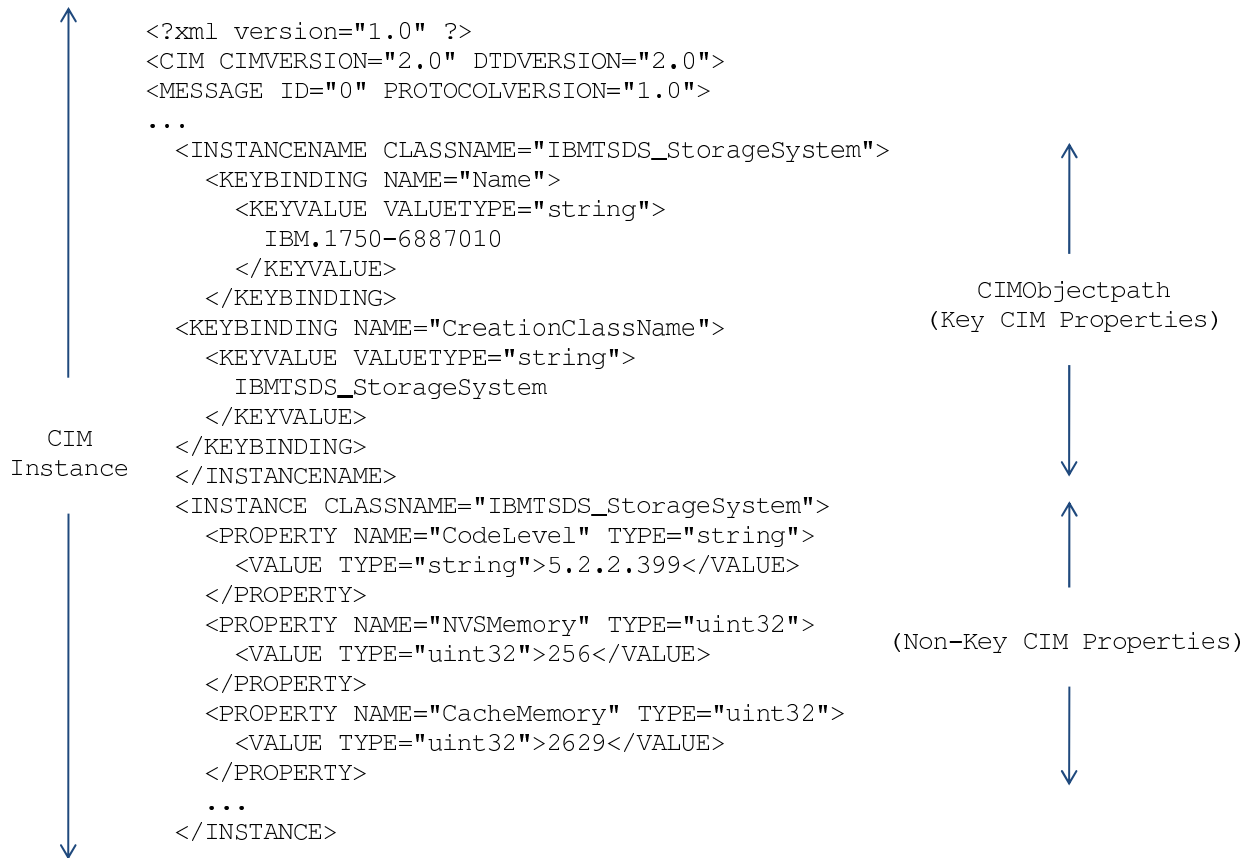 <?xml version="1.0" ?>
<CIM CIMVERSION="2.0" DTDVERSION="2.0">
<MESSAGE ID="0" PROTOCOLVERSION="1.0">
...
<INSTANCENAME CLASSNAME="IBMTSDS_StorageSystem">
<KEYBINDING NAME="Name">
<KEYVALUE VALUETYPE="string">
IBM.1750-6887010
</KEYVALUE>
</KEYBINDING>
<KEYBINDING NAME="CreationClassName">
<KEYVALUE VALUETYPE="string">
IBMTSDS_StorageSystem
</KEYVALUE>
</KEYBINDING>
</INSTANCENAME>
<INSTANCE CLASSNAME="IBMTSDS_StorageSystem">
<PROPERTY NAME="CodeLevel" TYPE="string">
<VALUE TYPE="string">5.2.2.399</VALUE>
</PROPERTY>
<PROPERTY NAME="NVSMemory" TYPE="uint32">
<VALUE TYPE="uint32">256</VALUE>
</PROPERTY>
<PROPERTY NAME="CacheMemory" TYPE="uint32">
<VALUE TYPE="uint32">2629</VALUE>
</PROPERTY>
...
</INSTANCE>
CIM
Instance
CIMObjectpath
(Key CIM Properties)
(Non-Key CIM Properties)